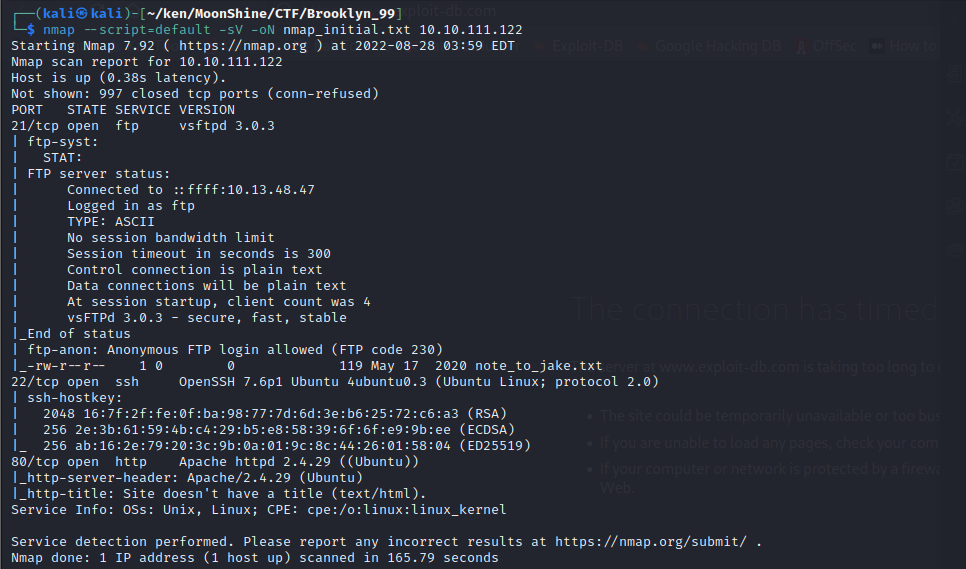 ┌──(kali㉿kali)-[~/ken/MoonShine/CTF/Brooklyn_99]
└─$ nmap --script=default -sV -oN nmap_initial.txt 10.10.111.122
Starting Nmap 7.92 ( https://nmap.org ) at 2022-08-28 03:59 EDT
Nmap scan report for 10.10.111.122
Host is up (0.38s latency).
Not shown: 997 closed tcp ports (conn-refused)
PORT   STATE SERVICE VERSION
21/tcp open  ftp     vsftpd 3.0.3
| ftp-syst:
|   STAT:
| FTP server status:
|      Connected to ::ffff:10.13.48.47
|      Logged in as ftp
|      TYPE: ASCII
|      No session bandwidth limit
|      Session timeout in seconds is 300
|      Control connection is plain text
|      Data connections will be plain text
|      At session startup, client count was 4
|      vsFTPd 3.0.3 - secure, fast, stable
|_End of status
| ftp-anon: Anonymous FTP login allowed (FTP code 230)
|_-rw-r--r--    1 0        0             119 May 17  2020 note_to_jake.txt
22/tcp open  ssh     OpenSSH 7.6p1 Ubuntu 4ubuntu0.3 (Ubuntu Linux; protocol 2.0)
| ssh-hostkey:
|   2048 16:7f:2f:fe:0f:ba:98:77:7d:6d:3e:b6:25:72:c6:a3 (RSA)
|   256 2e:3b:61:59:4b:c4:29:b5:e8:58:39:6f:6f:e9:9b:ee (ECDSA)
|_  256 ab:16:2e:79:20:3c:9b:0a:01:9c:8c:44:26:01:58:04 (ED25519)
80/tcp open  http    Apache httpd 2.4.29 ((Ubuntu))
|_http-server-header: Apache/2.4.29 (Ubuntu)
|_http-title: Site doesn't have a title (text/html).
Service Info: OSs: Unix, Linux; CPE: cpe:/o:linux:linux_kernel
Service detection performed. Please report any incorrect results at https://nmap.org/submit/ .
Nmap done: 1 IP address (1 host up) scanned in 165.79 seconds
exploit-db.com
Exploit-DB
Google Hacking DB
OffSec
How to
The connection has timed
server at www.exploit-db.com is taking too long to
The site could be temporarily unavailable or too
If you are unable to load any pages, check your
If your computer or network is protected by a
Web.